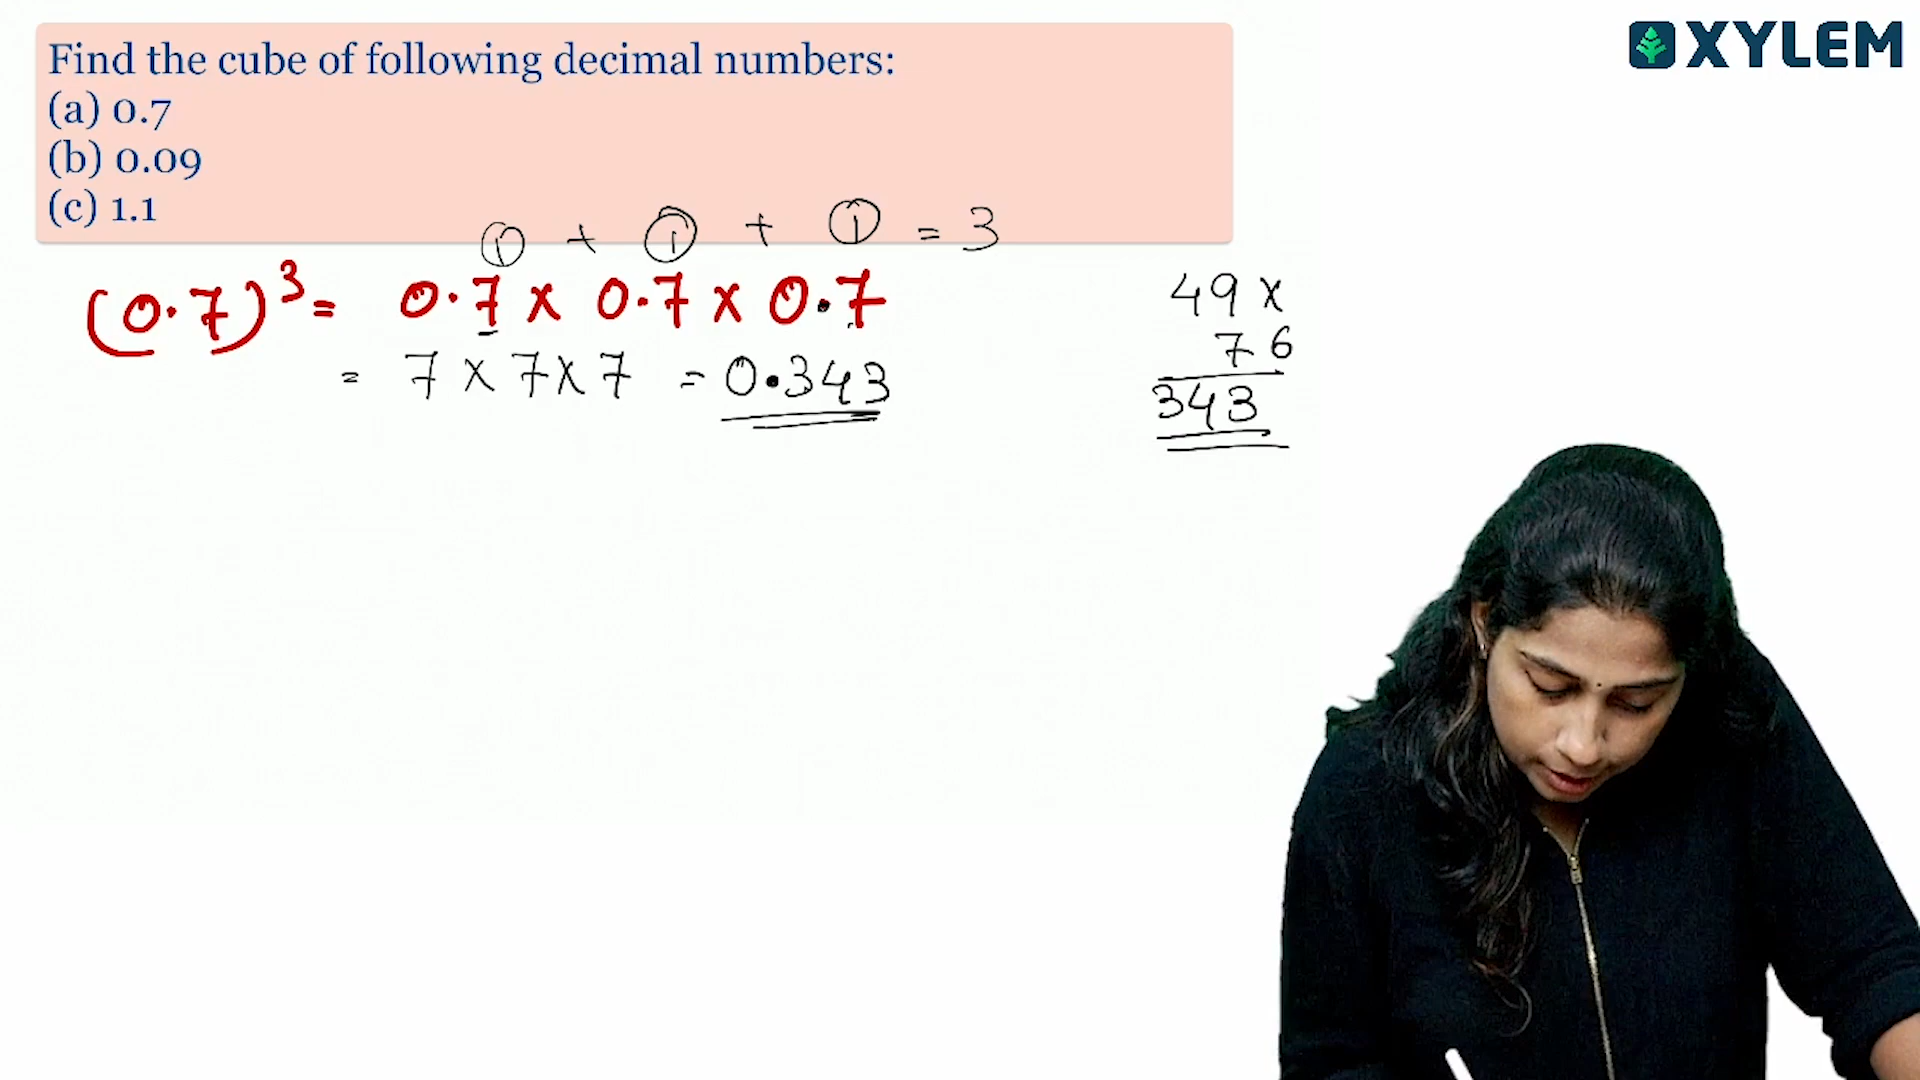 Find the cube of following decimal numbers:
(a) 0.7
(b) 0.09
(c) 1.1
XYLEM
1 + 1 + 1 = 3
(0.7)³ = 0.7 x 0.7 x 0.7
= 7 x 7 x 7 = 0.343
49 x
7 6
343